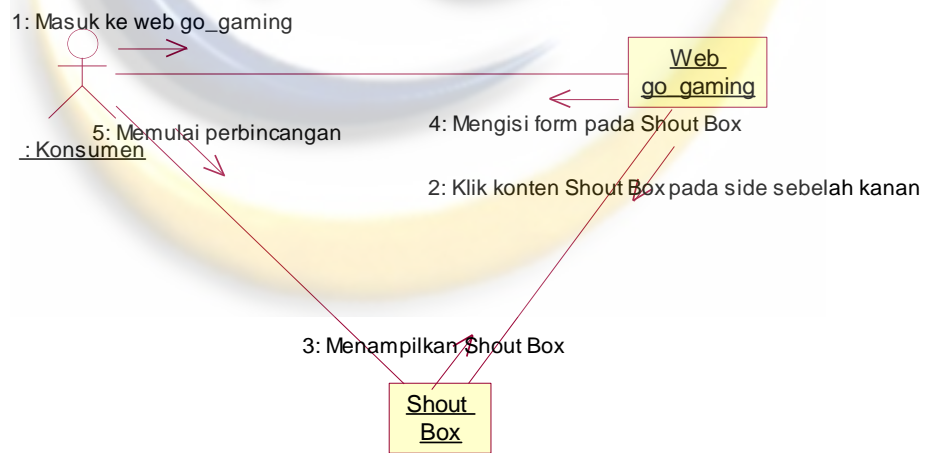 1: Masuk ke web go_gaming
Web
go_gaming
4: Mengisi form pada Shout Box
5: Memulai perbincangan
: Konsumen
2: Klik konten Shout Box pada side sebelah kanan
3: Menampilkan Shout Box
Shout
Box